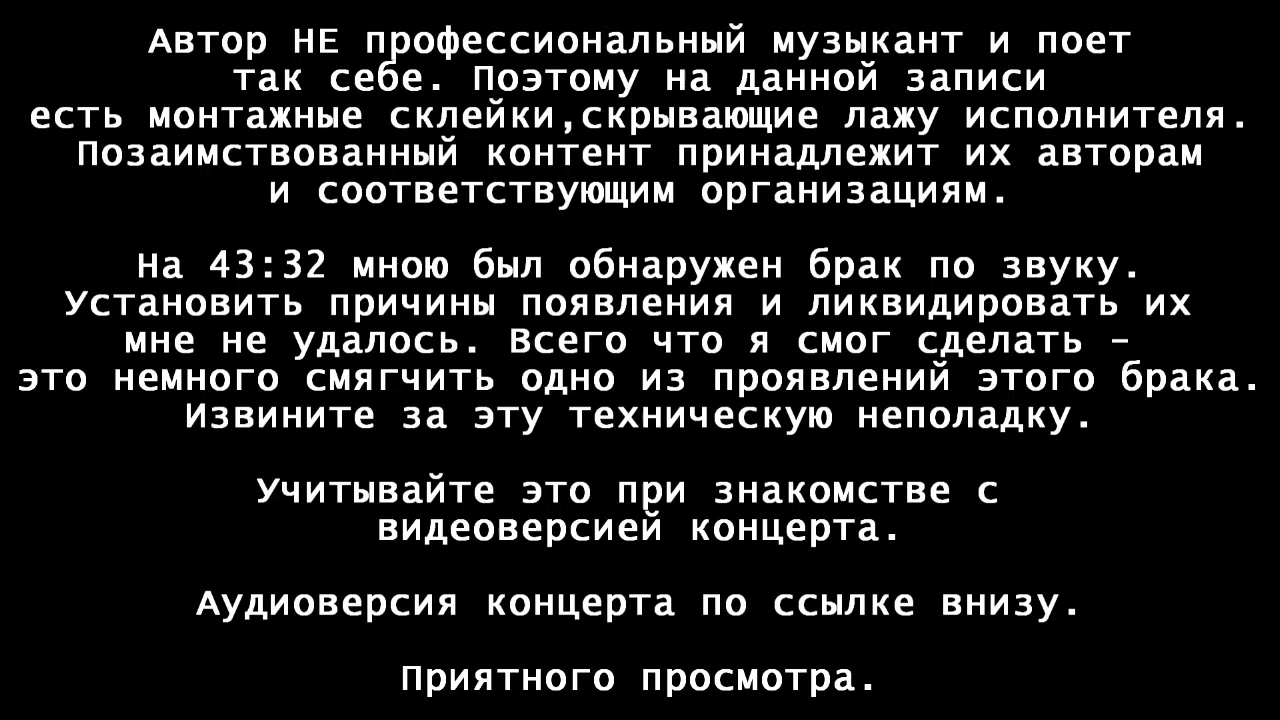 Автор НЕ профессиональный музыкант и поет
так себе. Поэтому на данной записи
есть монтажные склейки,скрывающие лажу исполнителя.
Позаимствованный контент принадлежит их авторам
и соответствующим организациям.
На 43:32 мною был обнаружен брак по звуку.
Установить причины появления и ликвидировать их
мне не удалось. Всего что я смог сделать –
это немного смягчить одно из проявлений этого брака.
Извините за эту техническую неполадку.
Учитывайте это при знакомстве с
видеоверсией концерта.
Аудиоверсия концерта по ссылке внизу.
Приятного просмотра.